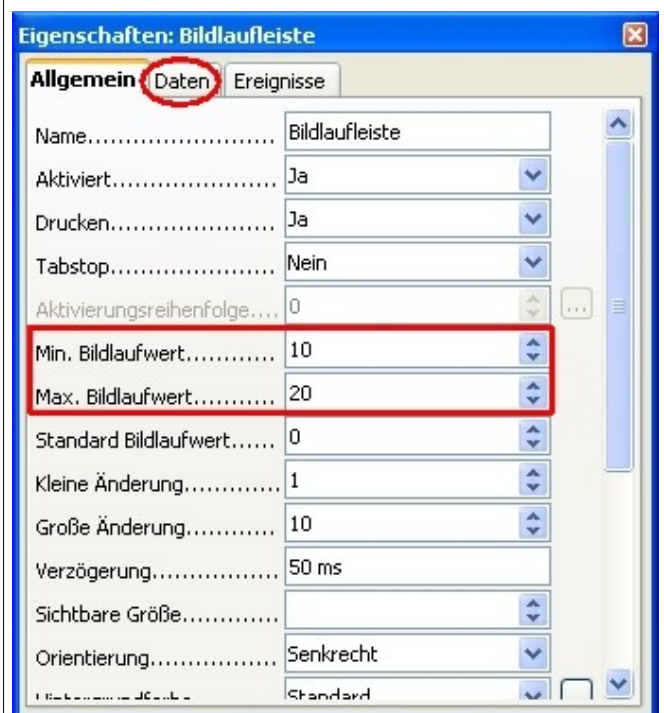 Eigenschaften: Bildlaufleiste
Allgemein Daten Ereignisse
Name........................ Bildlaufleiste
Aktiviert...................... Ja
Drucken..................... Ja
Tabstop...................... Nein
Aktivierungsreihenfolge.... 0 ...
Min. Bildlaufwert............ 10
Max. Bildlaufwert........... 20
Standard Bildlaufwert...... 0
Kleine Änderung............. 1
Große Änderung............ 10
Verzögerung................. 50 ms
Sichtbare Größe.............
Orientierung................. Senkrecht
Hintergrundfarbe Standard